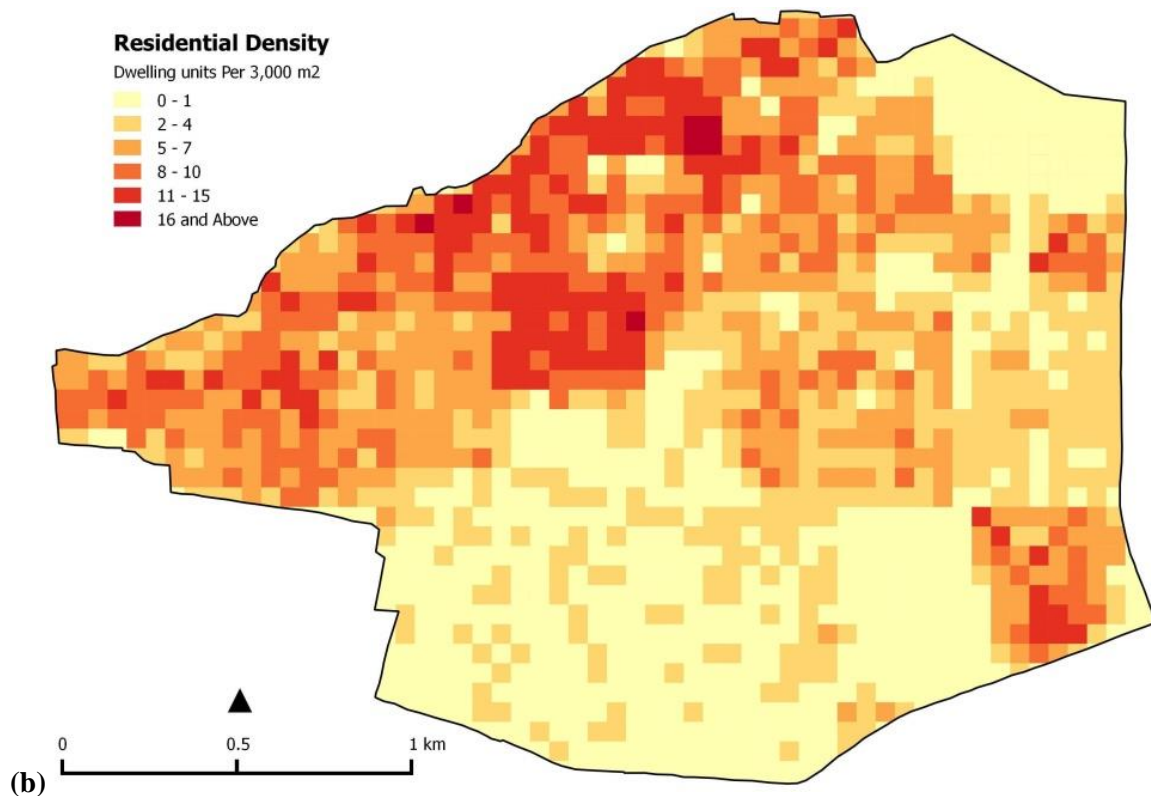 Residential Density
Dwelling units Per 3,000 m2
0 - 1
2 - 4
5 - 7
8 - 10
11 - 15
16 and Above
0 0.5 1 km
(b)